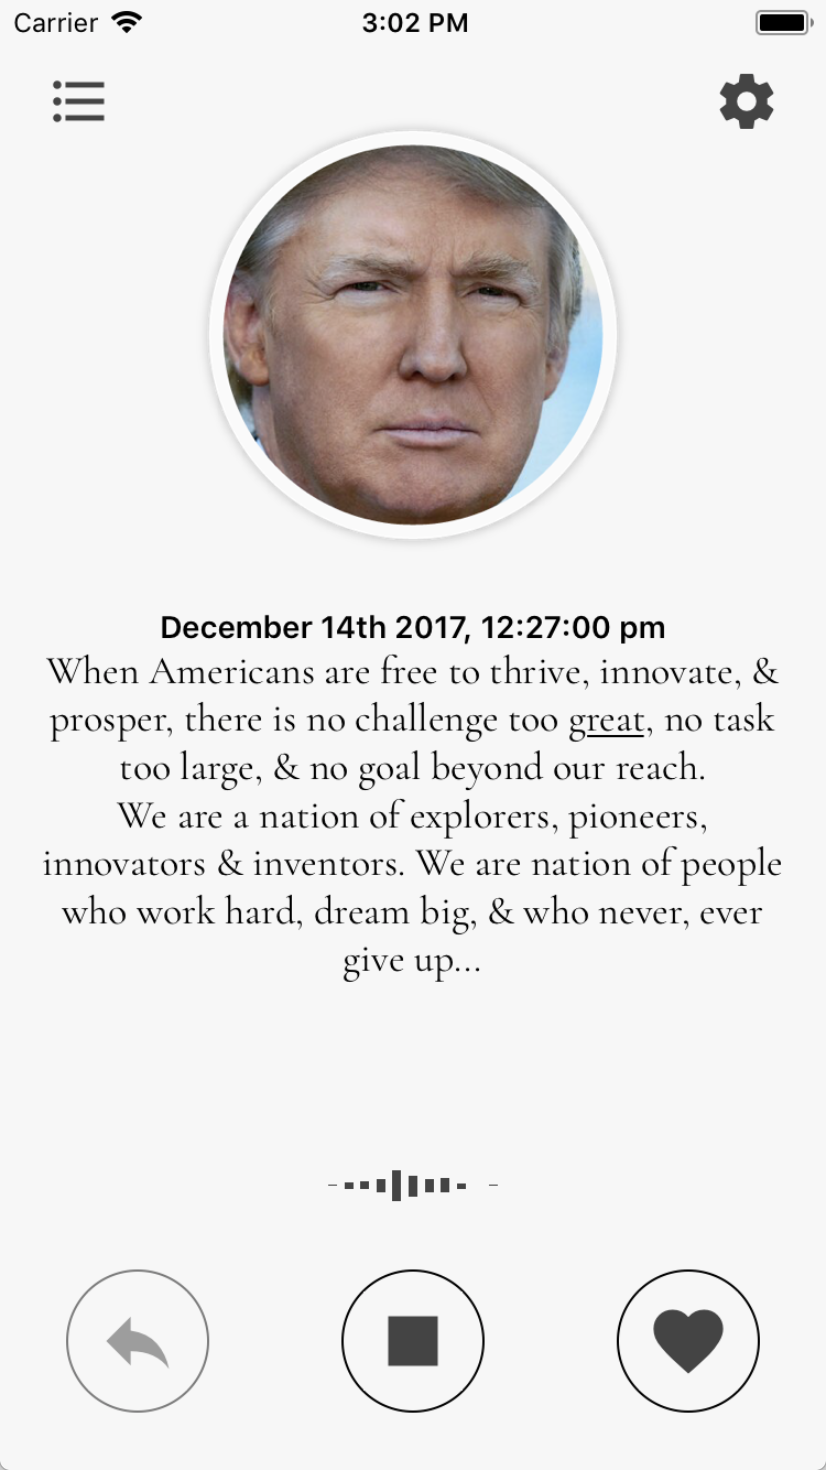 Carrier
3:02 PM
December 14th 2017, 12:27:00 pm
When Americans are free to thrive, innovate, &
prosper, there is no challenge too great, no task
too large, & no goal beyond our reach.
We are a nation of explorers, pioneers,
innovators & inventors. We are nation of people
who work hard, dream big, & who never, ever
give up...